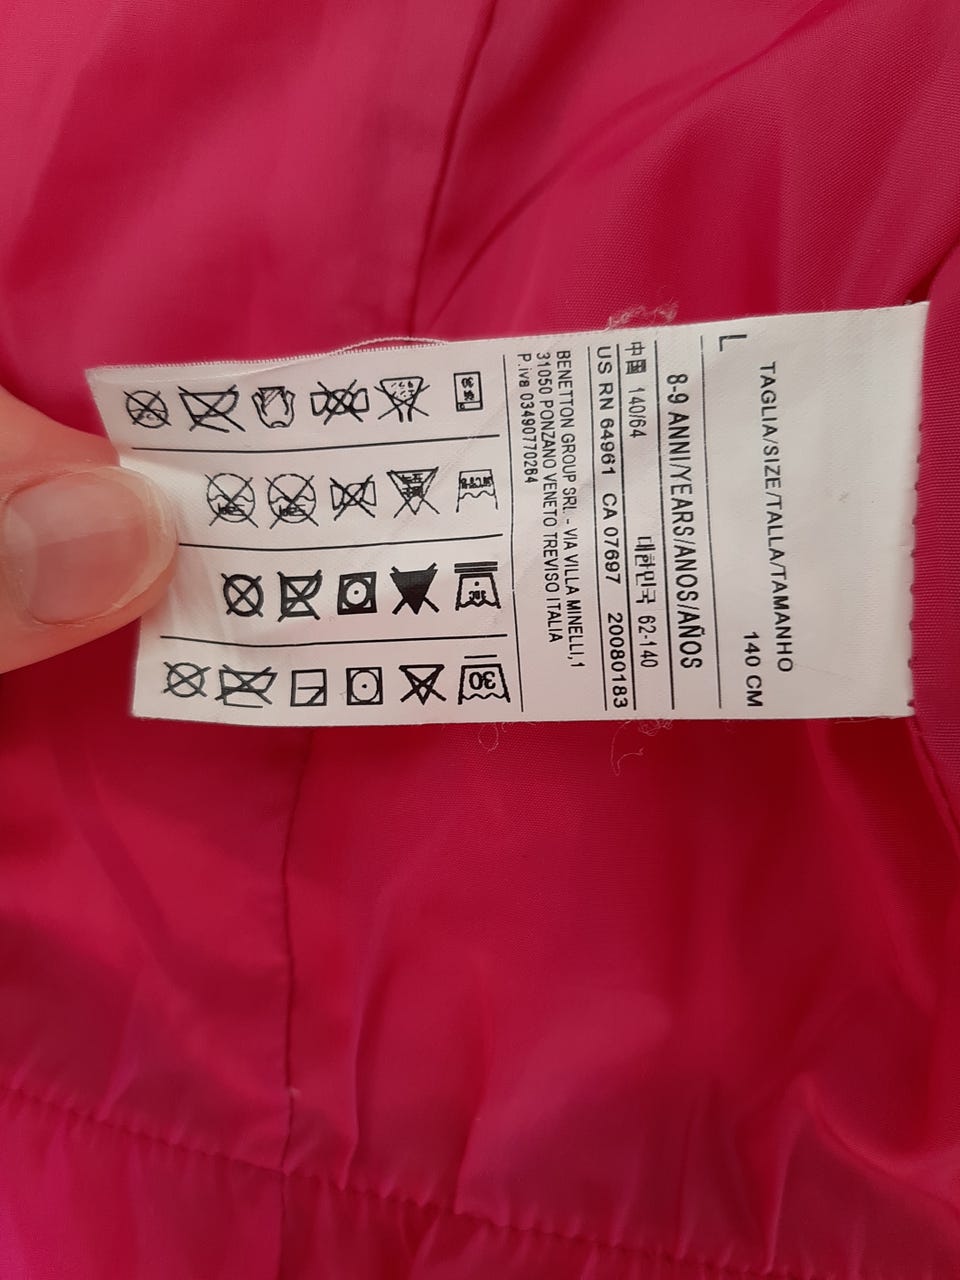 TAGLIA/SIZE/TALLA/TAMANHO
L 140 CM
8-9 ANNI/YEARS/ANOS/AÑOS
中国 140/64 대한민국 62-140
US RN 64961 CA 07697 20080183
BENETTON GROUP SRL - VIA VILLA MINELLI,1
31050 PONZANO VENETO TREVISO ITALIA
P.iva 03490770264
30